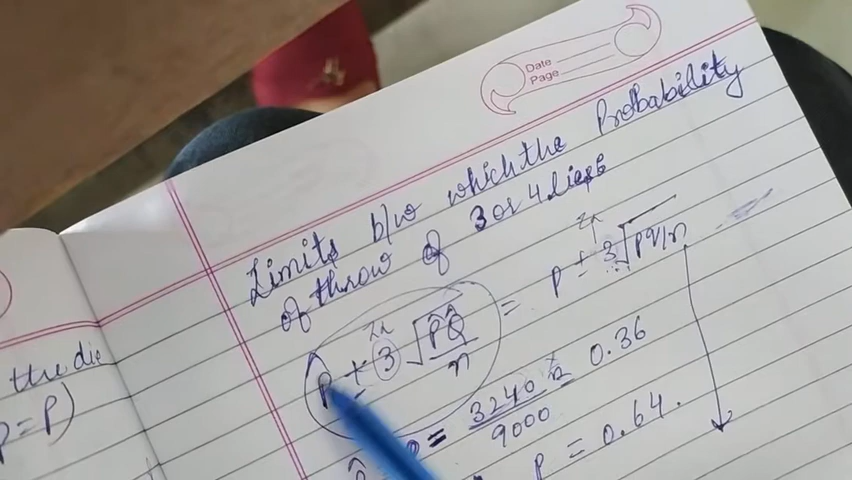 Date
Page
Limits b/w which the Probability
of throw of 3 or 4 lies
P̂ ± 3 √P̂Q̂/n = P ± 3√pq/n
the die
p = P)
= 3240/9000 = 0.36
p = 0.64.